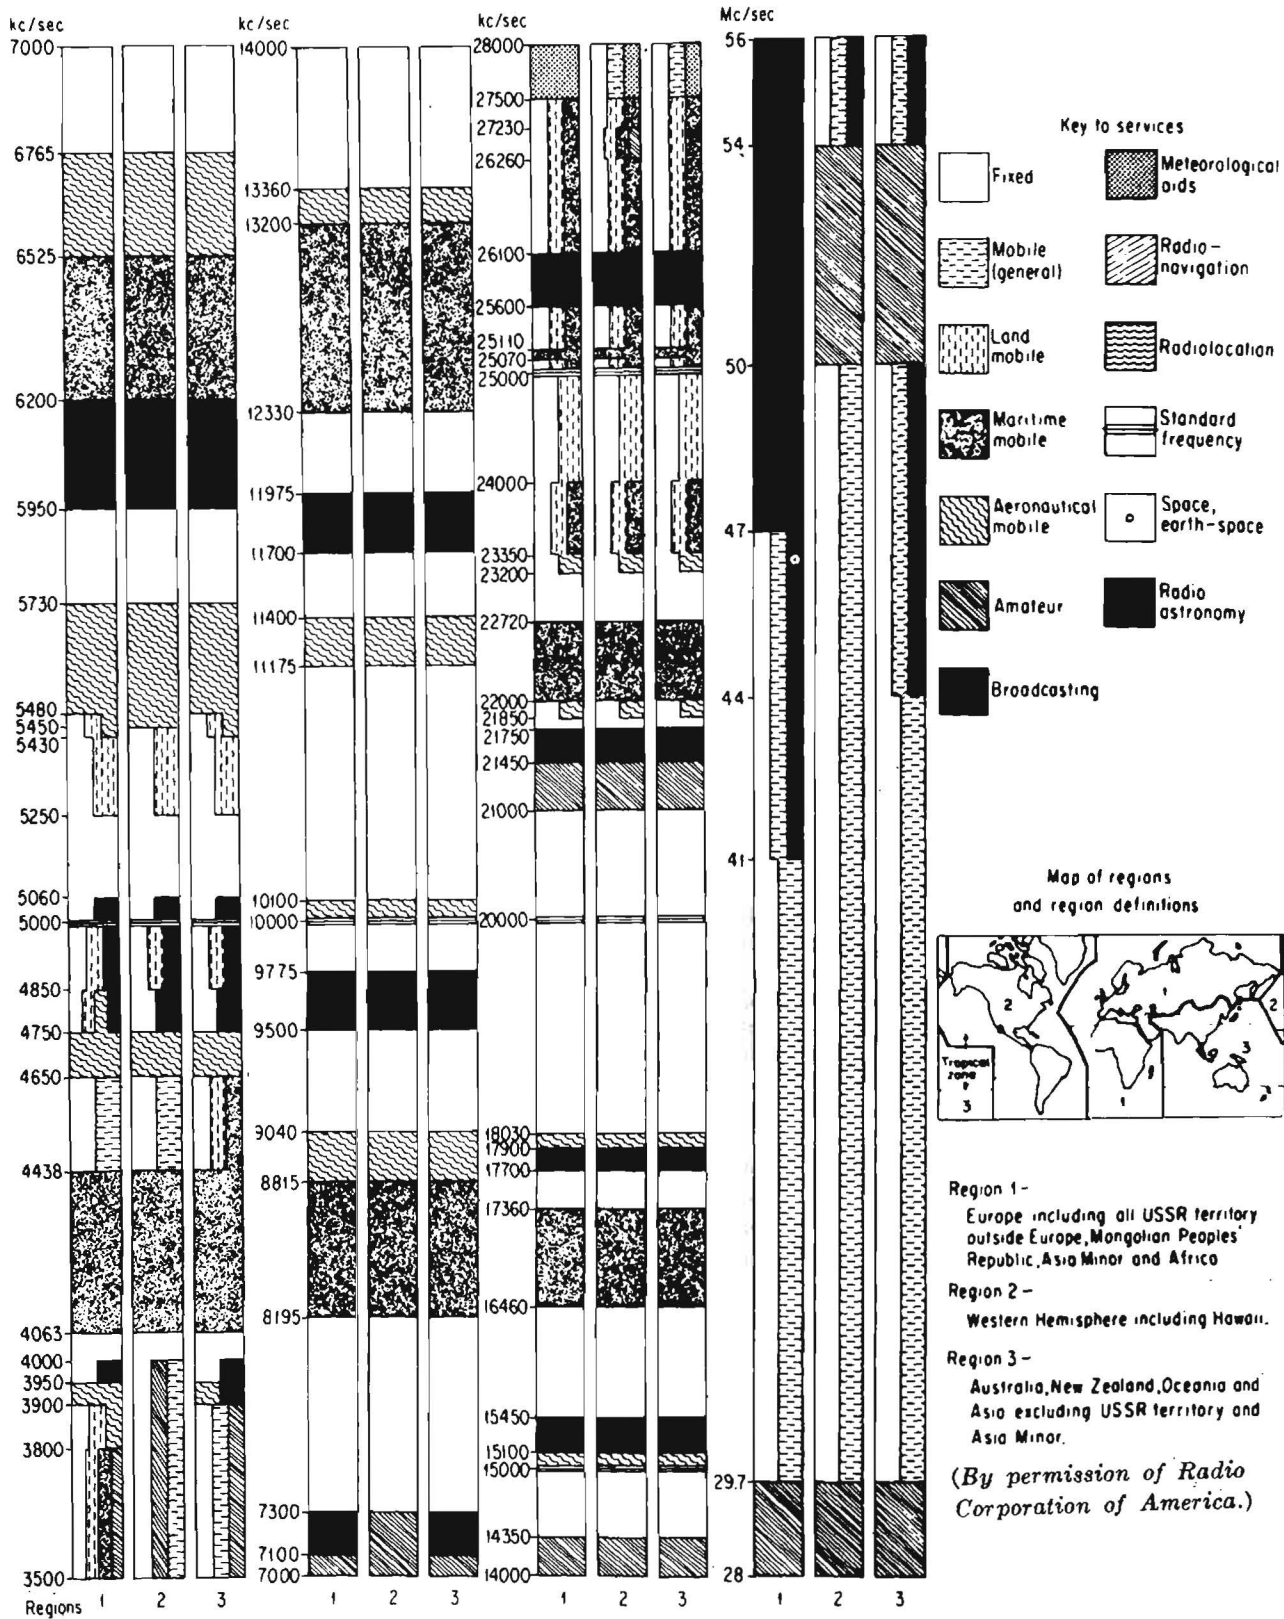 kc/sec
7000
6765
6525
6200
5950
5730
5480
5450
5430
5250
5060
5000
4850
4750
4650
4438
4063
4000
3950
3900
3800
3500
Regions 1 2 3
kc/sec
14000
13360
13200
12330
11975
11700
11400
11175
10100
10000
9775
9500
9040
8815
8195
7300
7100
7000
1 2 3
kc/sec
28000
27500
27230
26260
26100
25600
25110
25070
25000
24000
23350
23200
22720
22000
21850
21750
21450
21000
20000
18030
17900
17700
17360
16460
15450
15100
15000
14350
14000
1 2 3
Mc/sec
56
54
50
47
44
41
29.7
28
1 2 3
Key to services
Fixed
Mobile
(general)
Land
mobile
Maritime
mobile
Aeronautical
mobile
Amateur
Broadcasting
Meteorological
aids
Radio-
navigation
Radiolocation
Standard
frequency
Space,
earth-space
Radio
astronomy
Map of regions
and region definitions
2
1
2
Tropical
zone
3
3
1
Region 1-
Europe including all USSR territory
outside Europe, Mongolian Peoples'
Republic, Asia Minor and Africa
Region 2-
Western Hemisphere including Hawaii.
Region 3-
Australia, New Zealand, Oceania and
Asia excluding USSR territory and
Asia Minor.
(By permission of Radio
Corporation of America.)